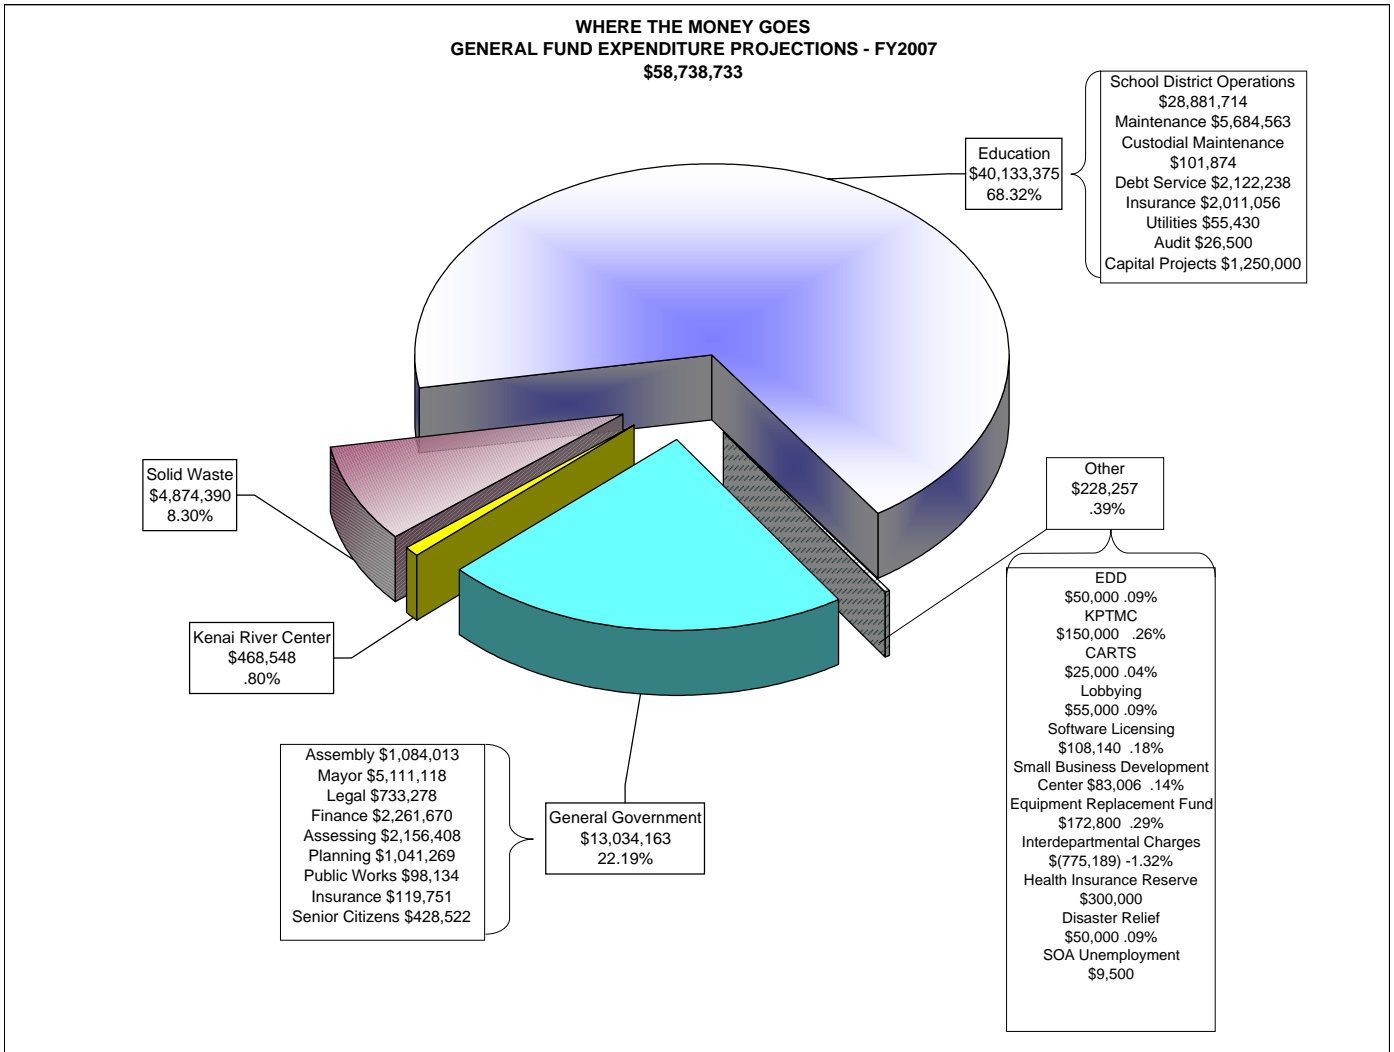 WHERE THE MONEY GOES
GENERAL FUND EXPENDITURE PROJECTIONS - FY2007
$58,738,733
School District Operations
$28,881,714
Maintenance $5,684,563
Custodial Maintenance
$101,874
Debt Service $2,122,238
Insurance $2,011,056
Utilities $55,430
Audit $26,500
Capital Projects $1,250,000
Education
$40,133,375
68.32%
Solid Waste
$4,874,390
8.30%
Other
$228,257
.39%
Kenai River Center
$468,548
.80%
EDD
$50,000 .09%
KPTMC
$150,000 .26%
CARTS
$25,000 .04%
Lobbying
$55,000 .09%
Software Licensing
$108,140 .18%
Small Business Development
Center $83,006 .14%
Equipment Replacement Fund
$172,800 .29%
Interdepartmental Charges
$(775,189) -1.32%
Health Insurance Reserve
$300,000
Disaster Relief
$50,000 .09%
SOA Unemployment
$9,500
Assembly $1,084,013
Mayor $5,111,118
Legal $733,278
Finance $2,261,670
Assessing $2,156,408
Planning $1,041,269
Public Works $98,134
Insurance $119,751
Senior Citizens $428,522
General Government
$13,034,163
22.19%